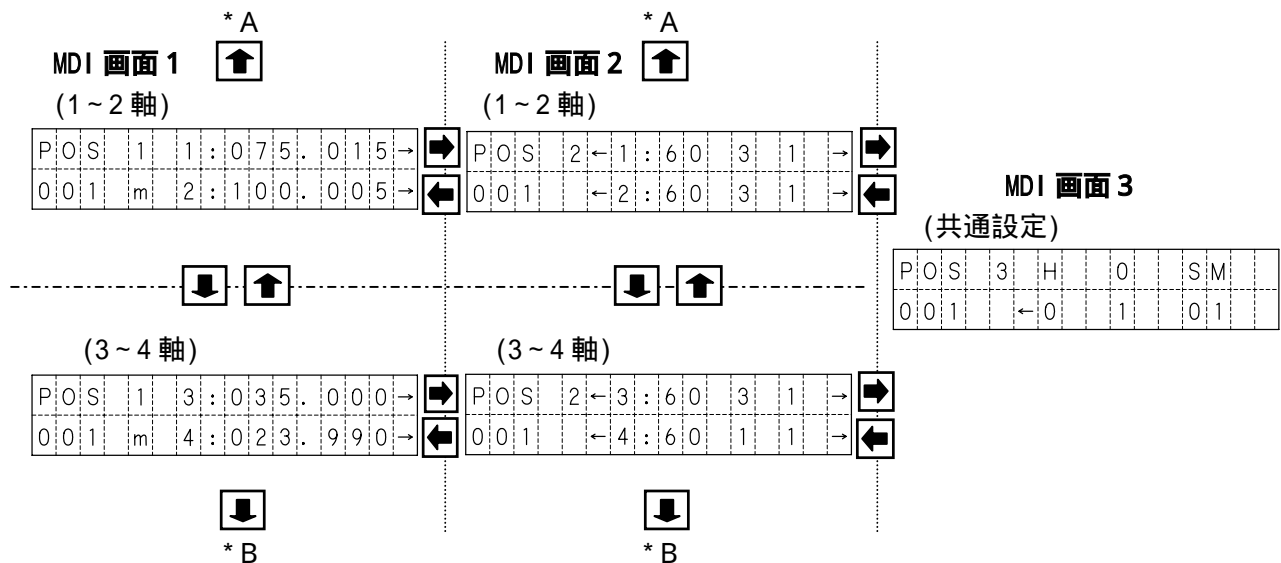 * A
* A
MDI 画面 1
MDI 画面 2
(1~2 軸)
(1~2 軸)
POS 1 1:075.015→
001 m 2:100.005→
POS 2←1:60 3 1 →
001 ←2:60 3 1 →
MDI 画面 3
(共通設定)
POS 3 H 0 SM
001 ←0 1 01
(3~4 軸)
(3~4 軸)
POS 1 3:035.000→
001 m 4:023.990→
POS 2←3:60 3 1 →
001 ←4:60 1 1 →
* B
* B